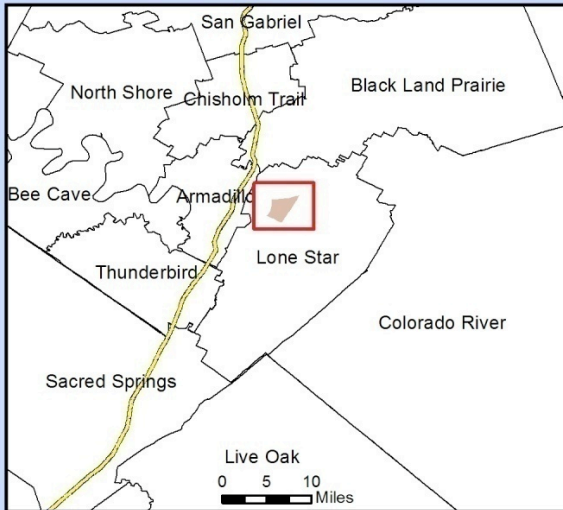 San Gabriel
North Shore
Chisholm Trail
Black Land Prairie
Bee Cave
Armadillo
Lone Star
Thunderbird
Colorado River
Sacred Springs
Live Oak
0 5 10
Miles